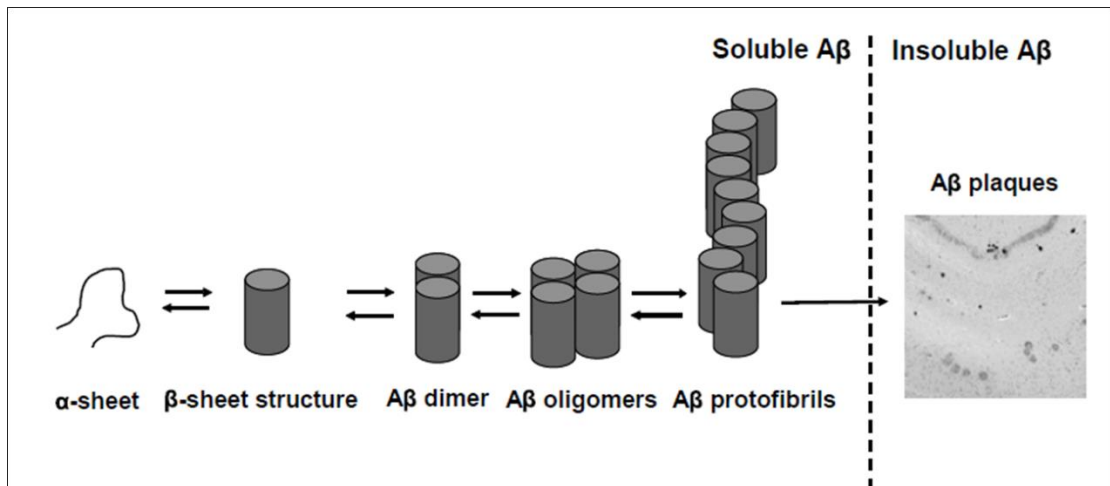 Soluble Aβ
Insoluble Aβ
Aβ plaques
α-sheet
β-sheet structure
Aβ dimer
Aβ oligomers
Aβ protofibrils